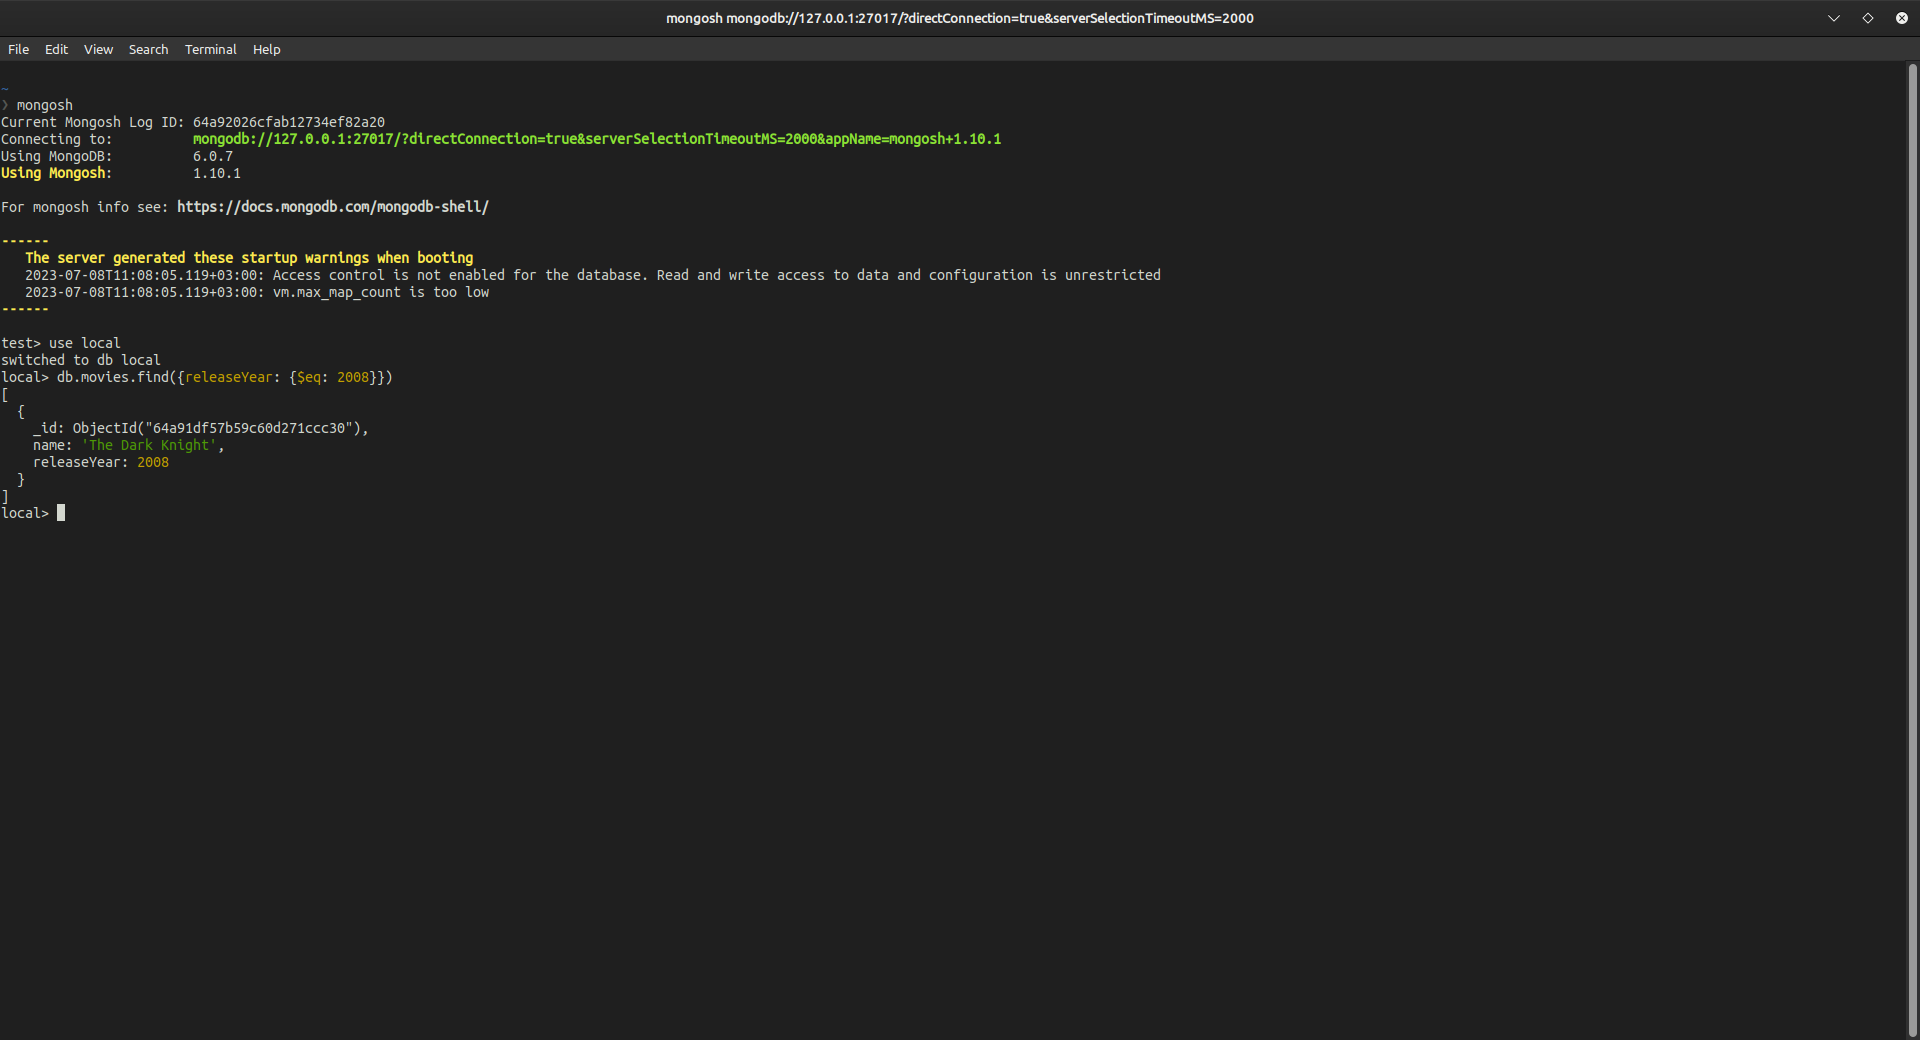 mongosh mongodb://127.0.0.1:27017/?directConnection=true&serverSelectionTimeoutMS=2000
File Edit View Search Terminal Help
~
❯ mongosh
Current Mongosh Log ID: 64a92026cfab12734ef82a20
Connecting to: mongodb://127.0.0.1:27017/?directConnection=true&serverSelectionTimeoutMS=2000&appName=mongosh+1.10.1
Using MongoDB: 6.0.7
Using Mongosh: 1.10.1
For mongosh info see: https://docs.mongodb.com/mongodb-shell/
------
The server generated these startup warnings when booting
2023-07-08T11:08:05.119+03:00: Access control is not enabled for the database. Read and write access to data and configuration is unrestricted
2023-07-08T11:08:05.119+03:00: vm.max_map_count is too low
------
test> use local
switched to db local
local> db.movies.find({releaseYear: {$eq: 2008}})
[
{
_id: ObjectId("64a91df57b59c60d271ccc30"),
name: 'The Dark Knight',
releaseYear: 2008
}
]
local>